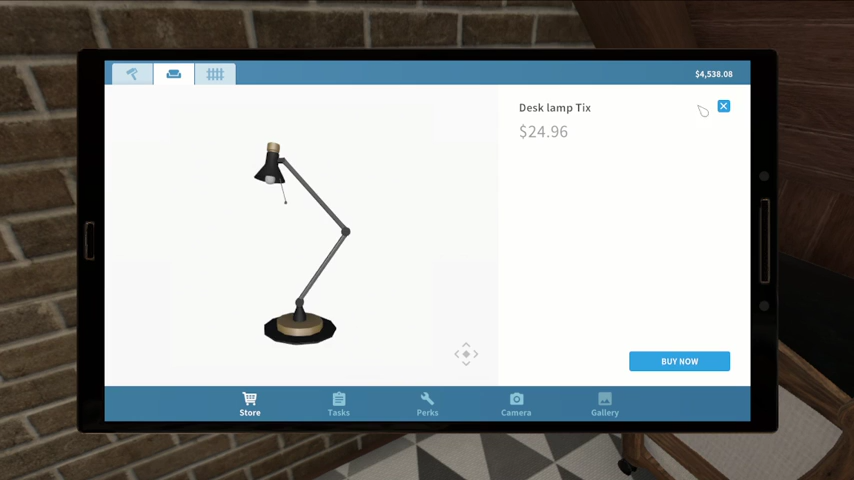 $4,538.08
Desk lamp Tix
$24.96
BUY NOW
Store
Tasks
Perks
Camera
Gallery